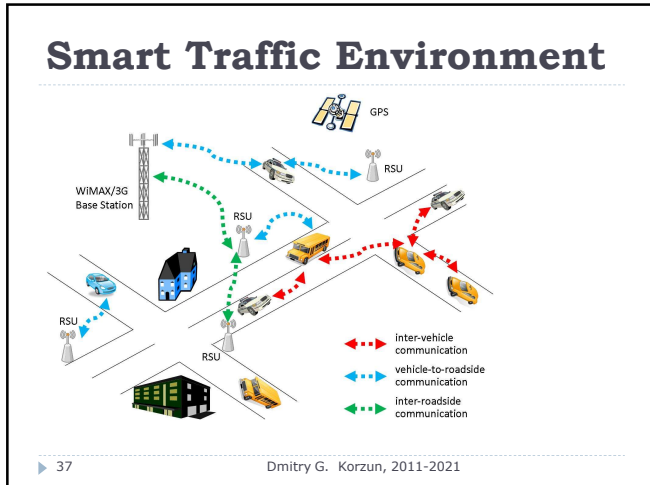 Smart Traffic Environment
GPS
RSU
WiMAX/3G
Base Station
RSU
RSU
RSU
inter-vehicle
communication
vehicle-to-roadside
communication
inter-roadside
communication
37
Dmitry G. Korzun, 2011-2021